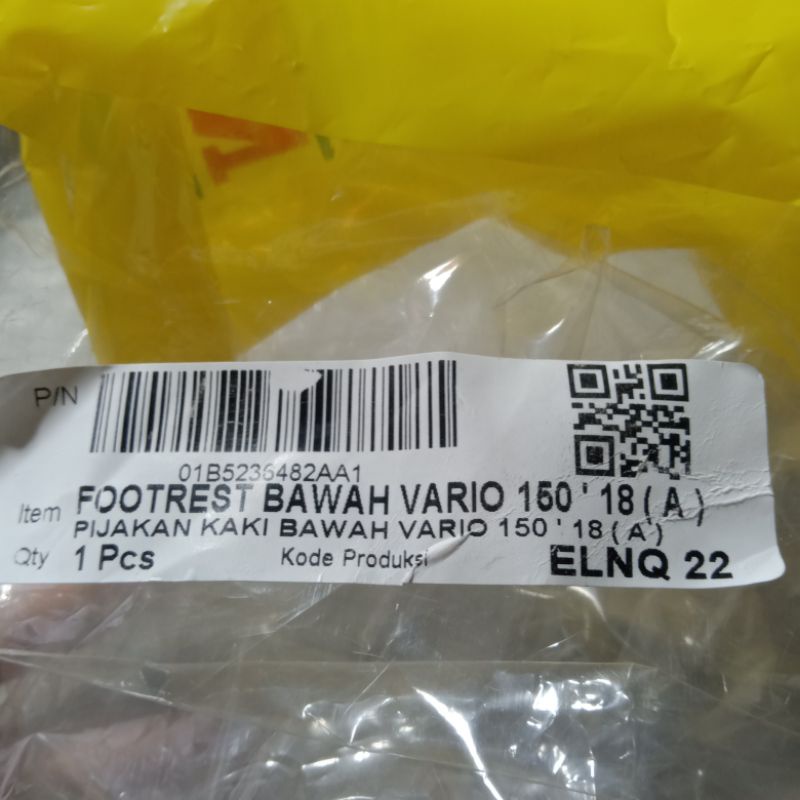 P/N
01B5236482AA1
Item FOOTREST BAWAH VARIO 150 ' 18 ( A )
PIJAKAN KAKI BAWAH VARIO 150 ' 18 ( A )
Qty 1 Pcs Kode Produksi ELNQ 22